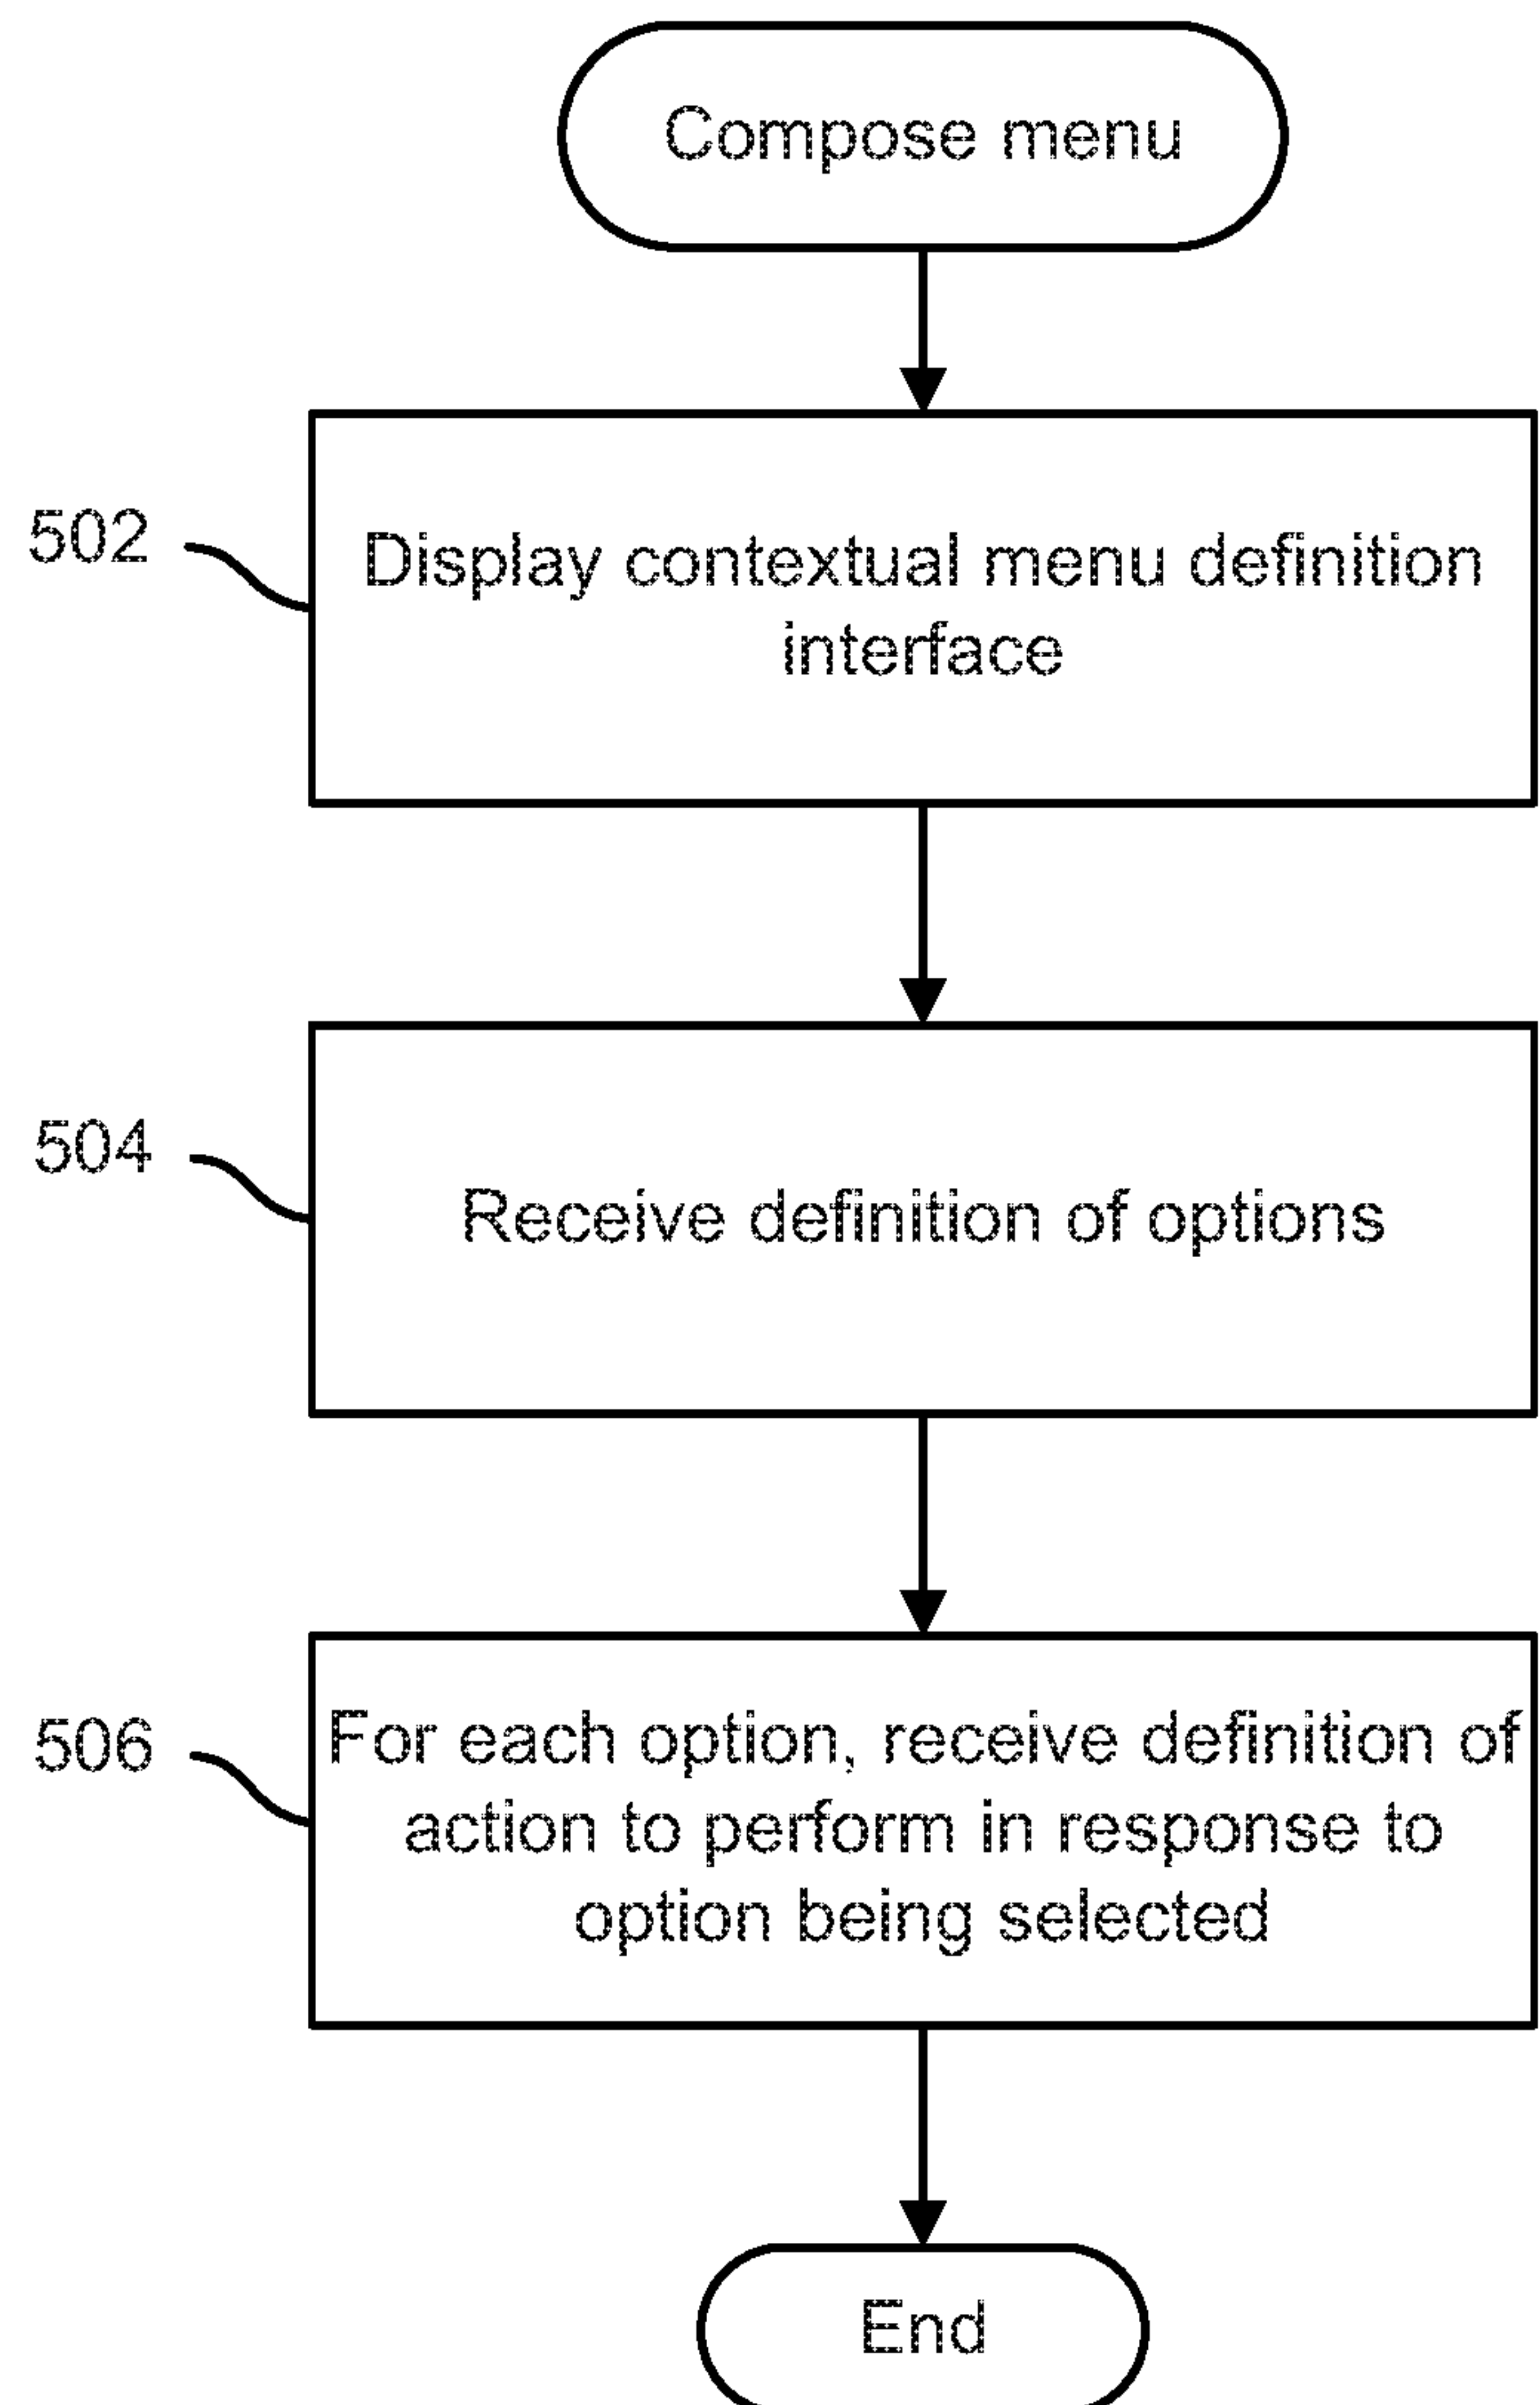 Compose menu
502
Display contextual menu definition
interface
504
Receive definition of options
506
For each option, receive definition of
action to perform in response to
option being selected
End